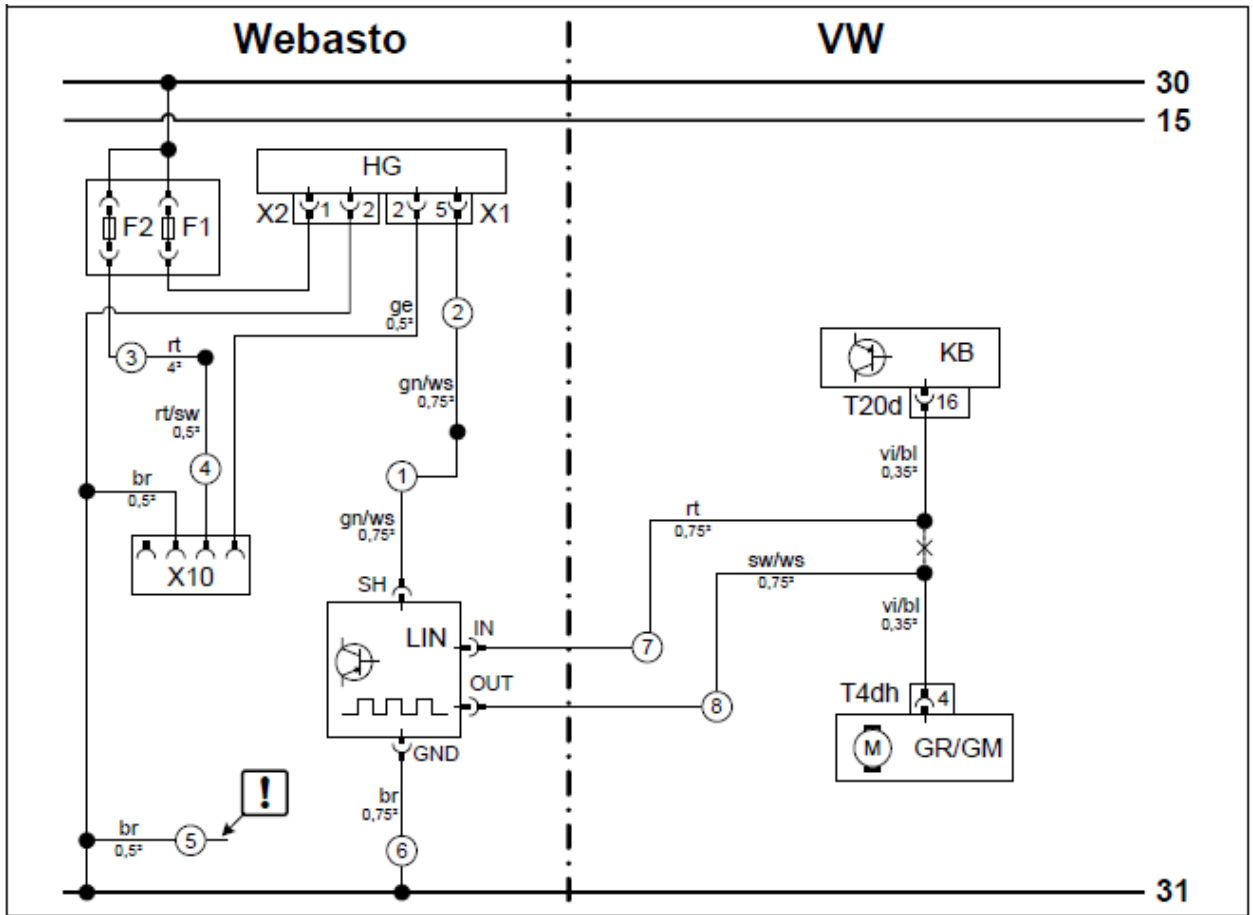 Webasto
VW
30
15
HG
X2 1 2 2 5 X1
F2 F1
ge
0,5²
2
3
rt
4²
KB
gn/ws
0,75²
T20d 16
rt/sw
0,5²
vi/bl
0,35²
4
1
br
0,5²
gn/ws
0,75²
rt
0,75²
X10
sw/ws
0,75²
SH
vi/bl
0,35²
LIN
IN
7
OUT
T4dh 4
8
GND
M
GR/GM
!
br
0,75²
br
0,5²
5
6
31